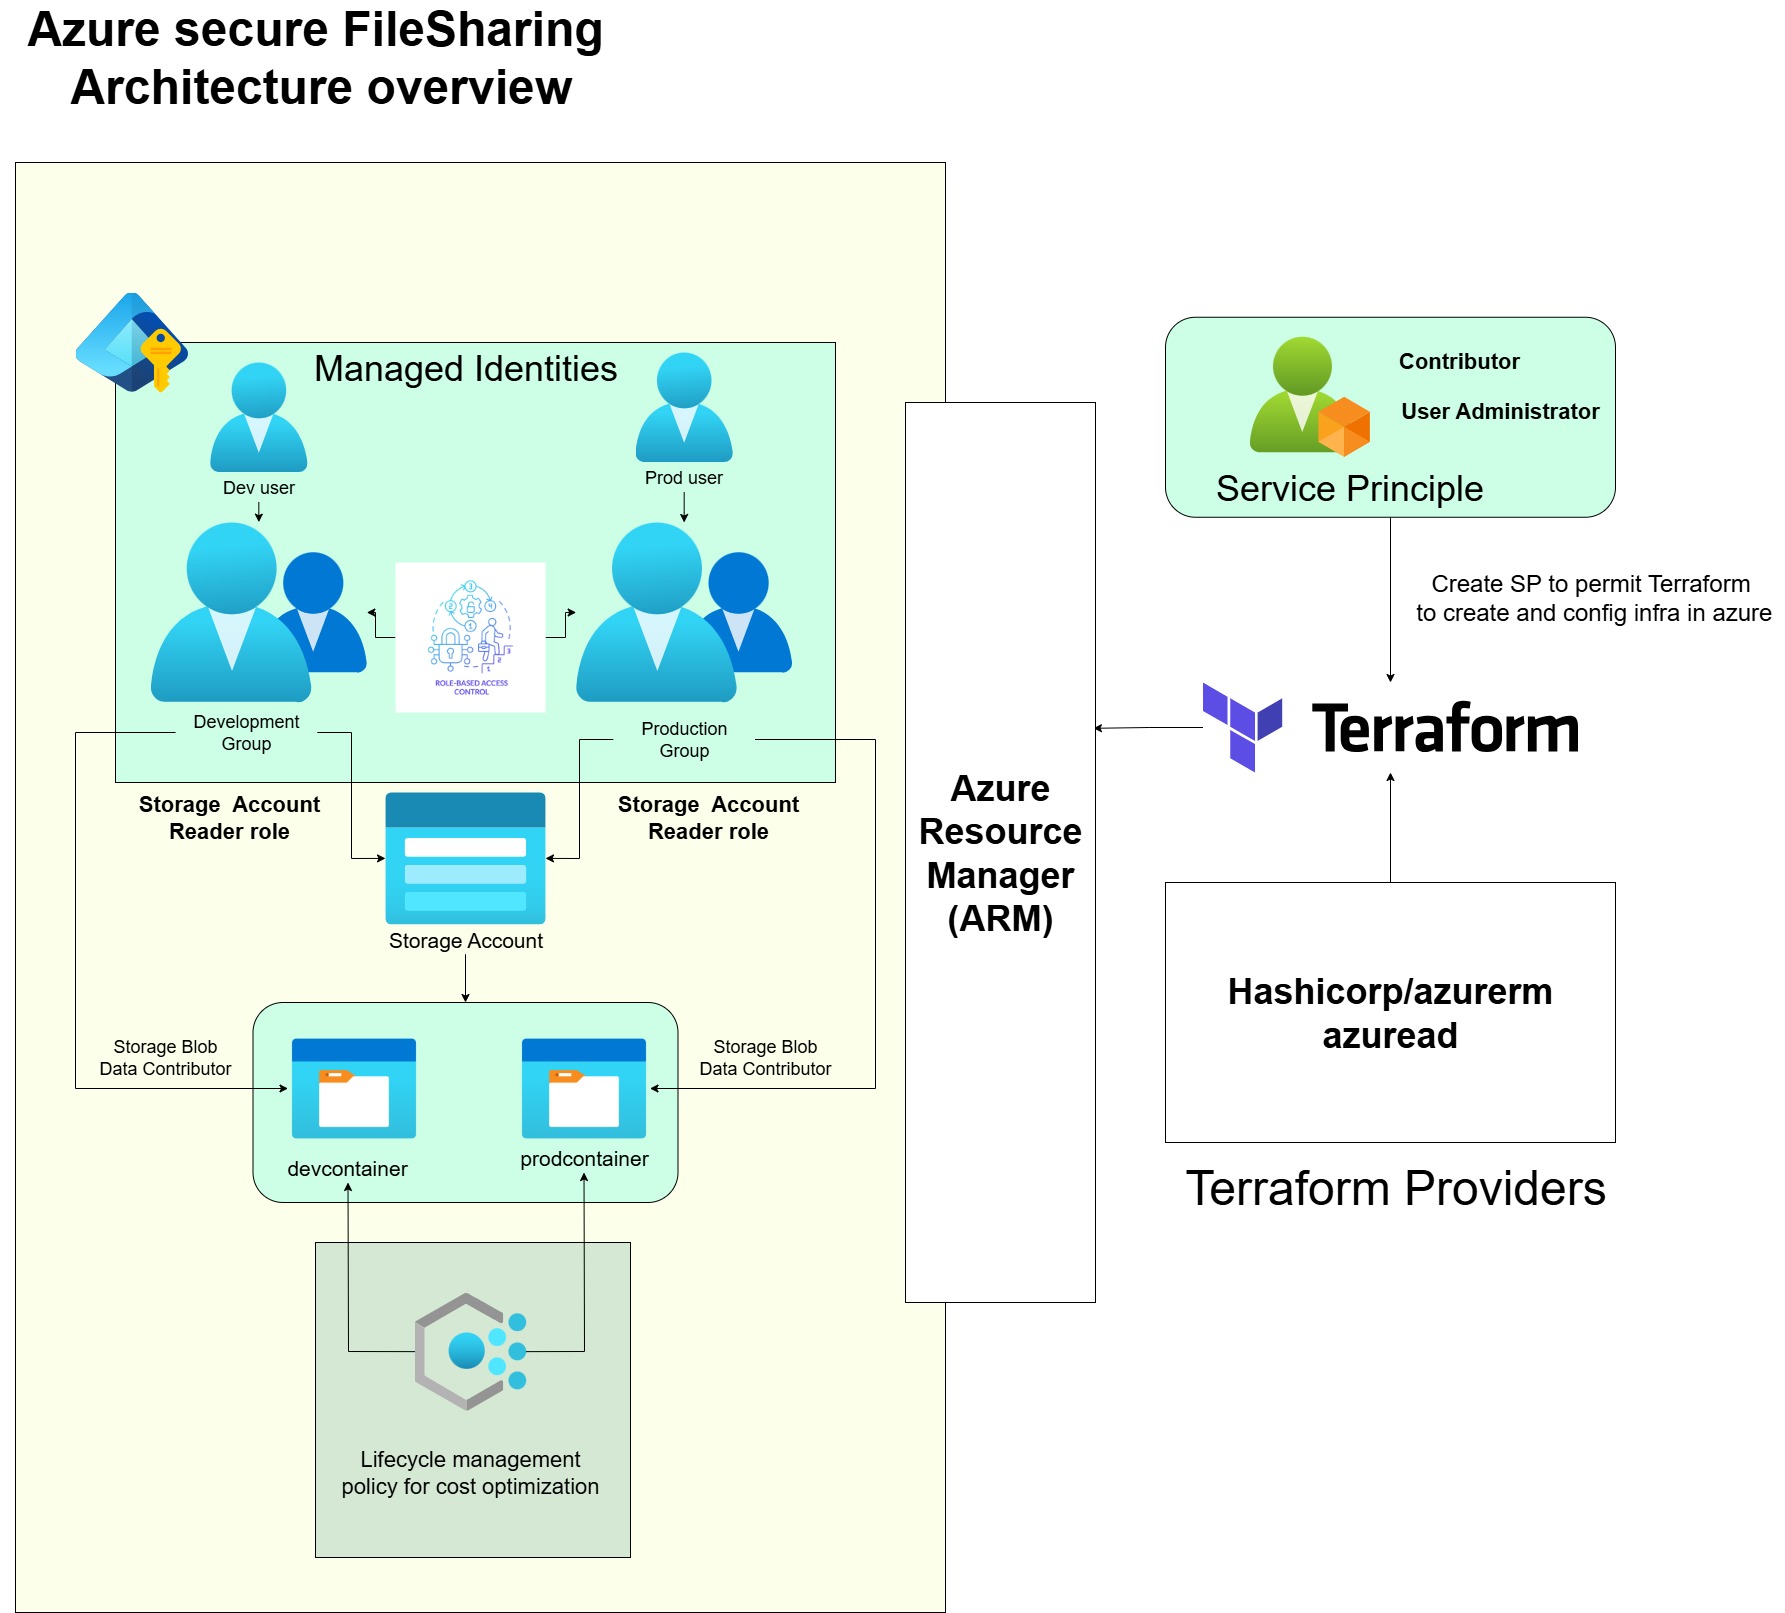 Azure secure FileSharing
Architecture overview
Managed Identities
Dev user
Prod user
ROLE-BASED ACCESS
CONTROL
Development
Group
Production
Group
Storage  Account
Reader role
Storage  Account
Reader role
Storage Account
Storage Blob
Data Contributor
Storage Blob
Data Contributor
devcontainer
prodcontainer
Lifecycle management
policy for cost optimization
Azure
Resource
Manager
(ARM)
Contributor
User Administrator
Service Principle
Create SP to permit Terraform
to create and config infra in azure
Terraform
Hashicorp/azurerm
azuread
Terraform Providers